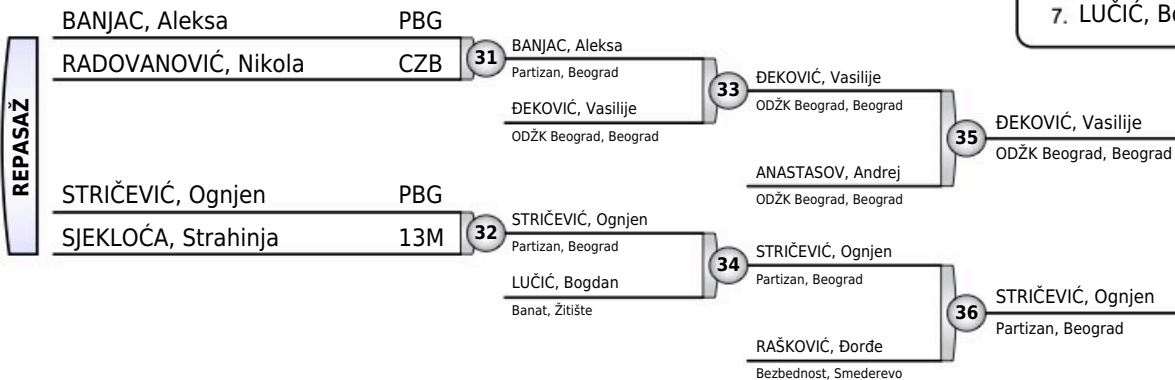 7. LUČIĆ, Bo
REPASAŽ
BANJAC, Aleksa PBG
RADOVANOVIĆ, Nikola CZB
31
BANJAC, Aleksa
Partizan, Beograd
ĐEKOVIĆ, Vasilije
ODŽK Beograd, Beograd
33
ĐEKOVIĆ, Vasilije
ODŽK Beograd, Beograd
ANASTASOV, Andrej
ODŽK Beograd, Beograd
35
ĐEKOVIĆ, Vasilije
ODŽK Beograd, Beograd
STRIČEVIĆ, Ognjen PBG
SJEKLOĆA, Strahinja 13M
32
STRIČEVIĆ, Ognjen
Partizan, Beograd
LUČIĆ, Bogdan
Banat, Žitište
34
STRIČEVIĆ, Ognjen
Partizan, Beograd
RAŠKOVIĆ, Đorđe
Bezbednost, Smederevo
36
STRIČEVIĆ, Ognjen
Partizan, Beograd